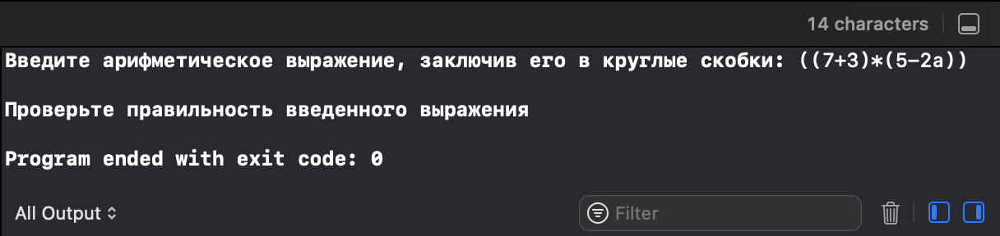 14 characters
Введите арифметическое выражение, заключив его в круглые скобки: ((7+3)*(5-2a))
Проверьте правильность введенного выражения
Program ended with exit code: 0
All Output
Filter